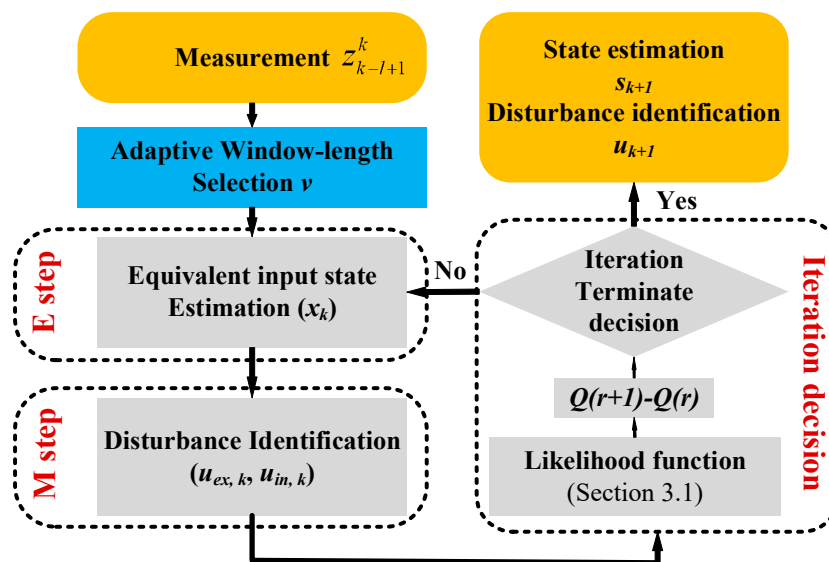 Measurement z_{k-l+1}^{k}
Adaptive Window-length
Selection v
E step
Equivalent input state
Estimation (x_k)
M step
Disturbance Identification
(u_{ex, k}, u_{in, k})
State estimation
s_{k+1}
Disturbance identification
u_{k+1}
Yes
No
Iteration
Terminate
decision
Q(r+1)-Q(r)
Likelihood function
(Section 3.1)
Iteration decision